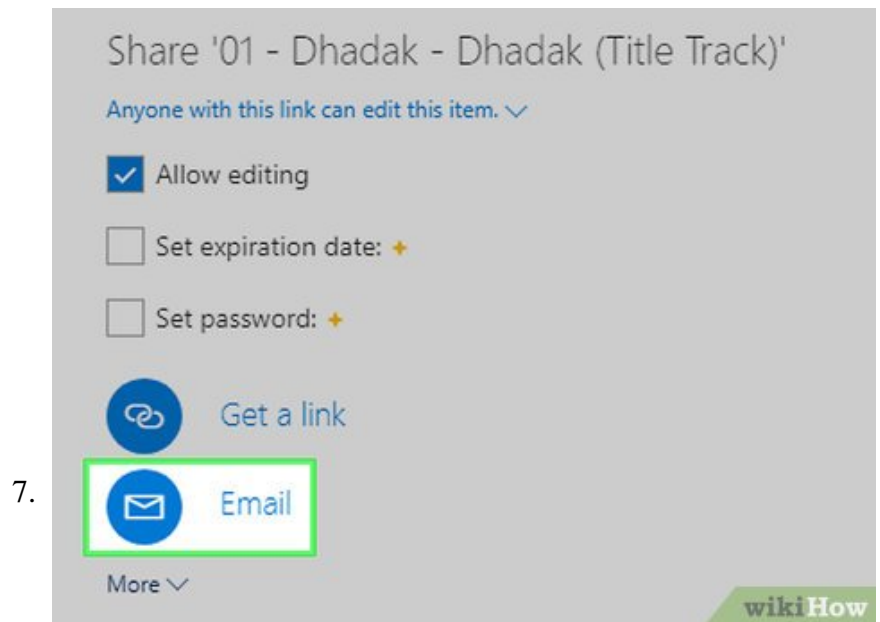 Share '01 - Dhadak - Dhadak (Title Track)'
Anyone with this link can edit this item.
Allow editing
Set expiration date: +
Set password: +
Get a link
7.
Email
More
wikiHow